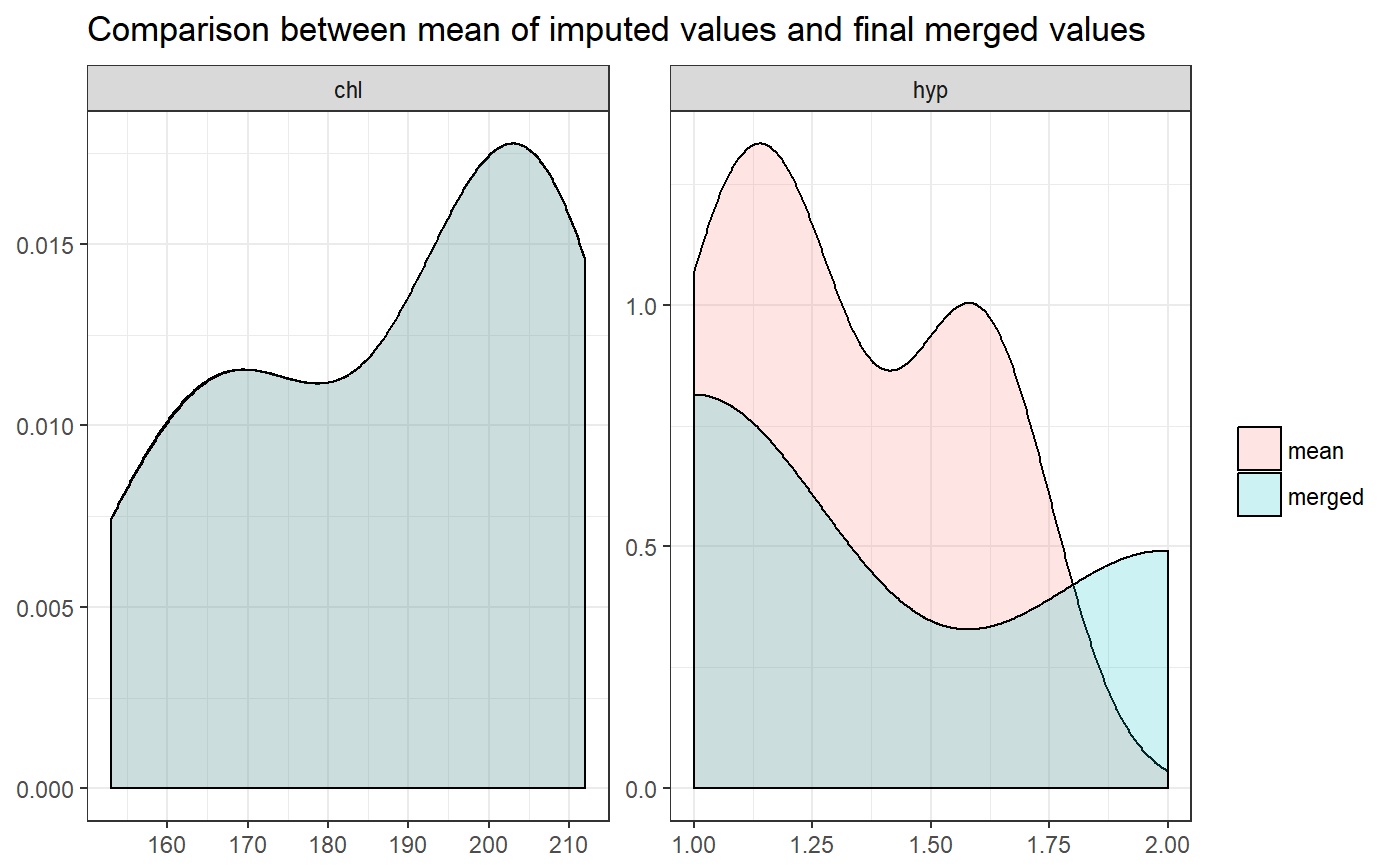 Comparison between mean of imputed values and final merged values
chl
hyp
0.015
0.010
0.005
0.000
1.0
0.5
0.0
160 170 180 190 200 210
1.00 1.25 1.50 1.75 2.00
mean
merged